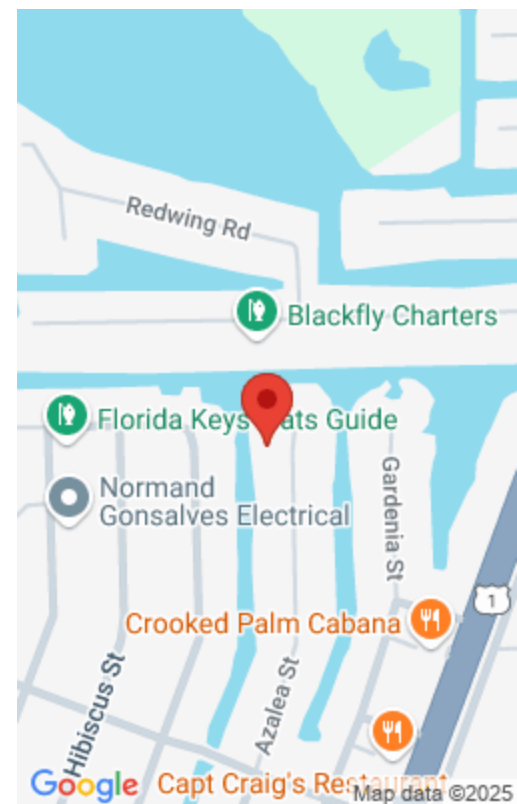 Redwing Rd
Blackfly Charters
Florida Keys ats Guide
Normand
Gonsalves Electrical
Gardenia St
1
Crooked Palm Cabana
Hibiscus St
Azalea St
Capt Craig's Restaurant
Google
Map data ©2025